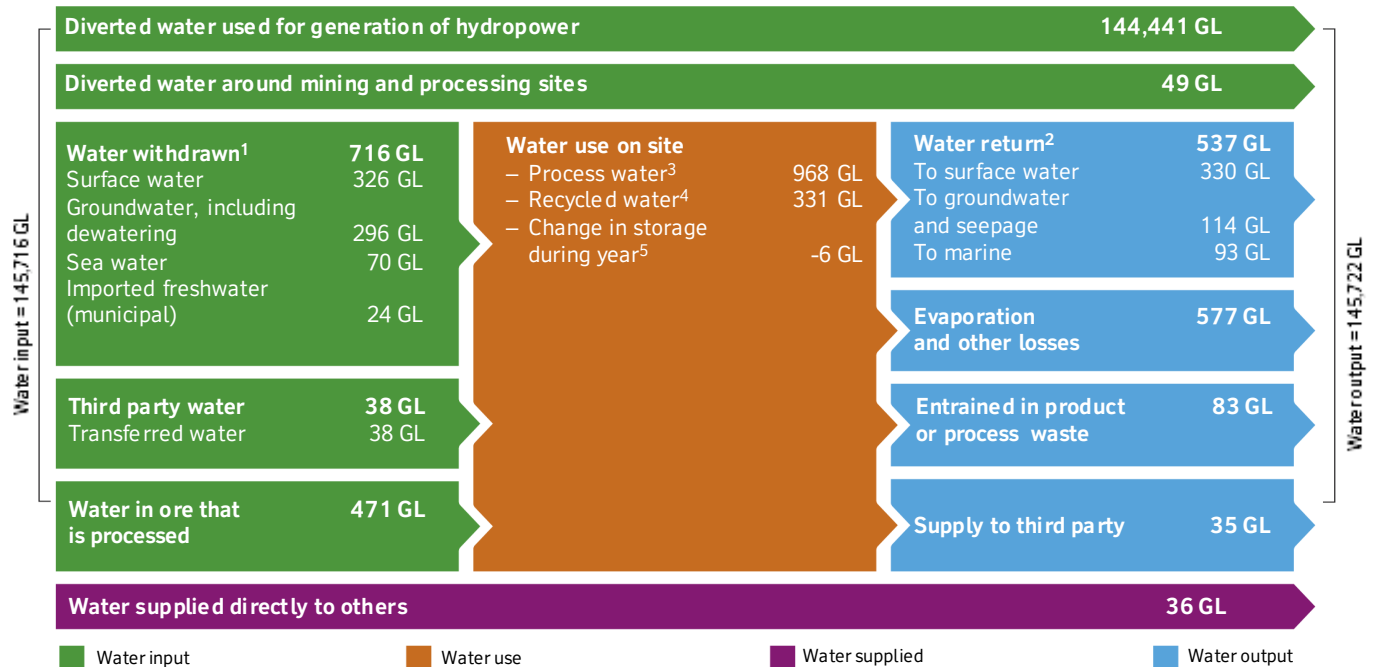 Diverted water used for generation of hydropower 144,441 GL
Diverted water around mining and processing sites 49 GL
Water input = 145,716 GL
Water withdrawn¹ 716 GL
Surface water 326 GL
Groundwater, including
dewatering 296 GL
Sea water 70 GL
Imported freshwater
(municipal) 24 GL
Third party water 38 GL
Transferred water 38 GL
Water in ore that 471 GL
is processed
Water use on site
– Process water³ 968 GL
– Recycled water⁴ 331 GL
– Change in storage
during year⁵ -6 GL
Water return² 537 GL
To surface water 330 GL
To groundwater
and seepage 114 GL
To marine 93 GL
Evaporation 577 GL
and other losses
Entrained in product 83 GL
or process waste
Supply to third party 35 GL
Water output = 145,722 GL
Water supplied directly to others 36 GL
Water input
Water use
Water supplied
Water output